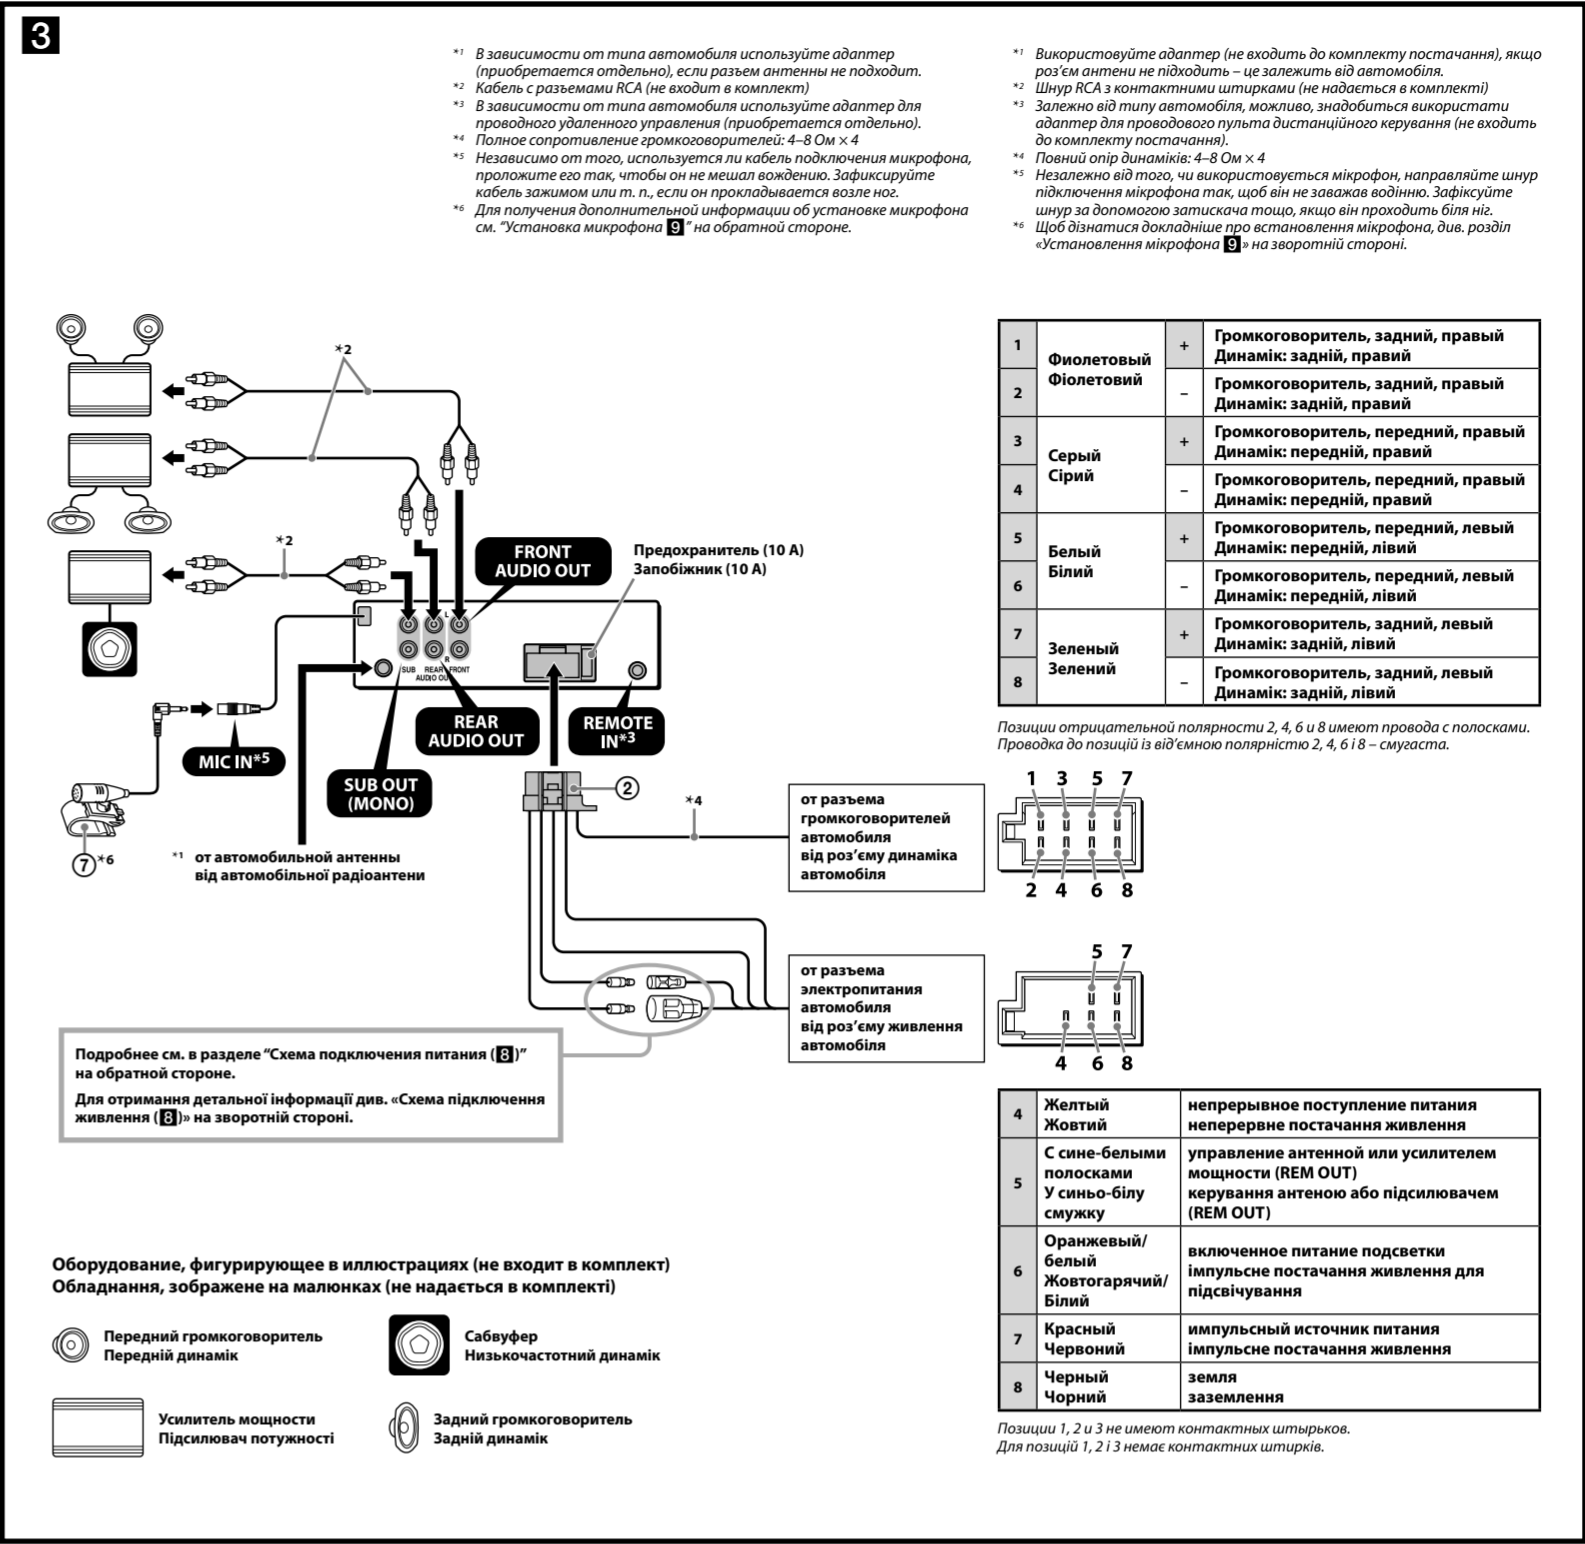 3
*1 В зависимости от типа автомобиля используйте адаптер
(приобретается отдельно), если разъем антенны не подходит.
*2 Кабель с разъемами RCA (не входит в комплект)
*3 В зависимости от типа автомобиля используйте адаптер для
проводного удаленного управления (приобретается отдельно).
*4 Полное сопротивление громкоговорителей: 4–8 Ом × 4
*5 Независимо от того, используется ли кабель подключения микрофона,
проложите его так, чтобы он не мешал вождению. Зафиксируйте
кабель зажимом или т. п., если он прокладывается возле ног.
*6 Для получения дополнительной информации об установке микрофона
см. “Установка микрофона 9” на обратной стороне.
*1 Використовуйте адаптер (не входить до комплекту постачання), якщо
роз’єм антени не підходить – це залежить від автомобіля.
*2 Шнур RCA з контактними штирками (не надається в комплекті)
*3 Залежно від типу автомобіля, можливо, знадобиться використати
адаптер для проводового пульта дистанційного керування (не входить
до комплекту постачання).
*4 Повний опір динаміків: 4–8 Ом × 4
*5 Незалежно від того, чи використовується мікрофон, направляйте шнур
підключення мікрофона так, щоб він не заважав водінню. Зафіксуйте
шнур за допомогою затискача тощо, якщо він проходить біля ніг.
*6 Щоб дізнатися докладніше про встановлення мікрофона, див. розділ
«Установлення мікрофона 9» на зворотній стороні.
*2
*2
FRONT
AUDIO OUT
Предохранитель (10 А)
Запобіжник (10 А)
L
R
SUB REAR FRONT
AUDIO OUT
REAR
AUDIO OUT
REMOTE
IN*3
MIC IN*5
SUB OUT
(MONO)
2
*4
7 *6
*1 от автомобильной антенны
від автомобільної радіоантени
от разъема
громкоговорителей
автомобиля
від роз’єму динаміка
автомобіля
от разъема
электропитания
автомобиля
від роз’єму живлення
автомобіля
Подробнее см. в разделе “Схема подключения питания (8)”
на обратной стороне.
Для отримання детальної інформації див. «Схема підключення
живлення (8)» на зворотній стороні.
Оборудование, фигурирующее в иллюстрациях (не входит в комплект)
Обладнання, зображене на малюнках (не надається в комплекті)
Передний громкоговоритель
Передній динамік
Сабвуфер
Низькочастотний динамік
Усилитель мощности
Підсилювач потужності
Задний громкоговоритель
Задній динамік
1 Фиолетовый
Фіолетовий + Громкоговоритель, задний, правый
Динамік: задній, правий
2 – Громкоговоритель, задний, правый
Динамік: задній, правий
3 Серый
Сірий + Громкоговоритель, передний, правый
Динамік: передній, правий
4 – Громкоговоритель, передний, правый
Динамік: передній, правий
5 Белый
Білий + Громкоговоритель, передний, левый
Динамік: передній, лівий
6 – Громкоговоритель, передний, левый
Динамік: передній, лівий
7 Зеленый
Зелений + Громкоговоритель, задний, левый
Динамік: задній, лівий
8 – Громкоговоритель, задний, левый
Динамік: задній, лівий
Позиции отрицательной полярности 2, 4, 6 и 8 имеют провода с полосками.
Проводка до позицій із від’ємною полярністю 2, 4, 6 і 8 – смугаста.
1 3 5 7
2 4 6 8
5 7
4 6 8
4 Желтый
Жовтий
непрерывное поступление питания
неперервне постачання живлення
5 С сине-белыми
полосками
У синьо-білу
смужку
управление антенной или усилителем
мощности (REM OUT)
керування антеною або підсилювачем
(REM OUT)
6 Оранжевый/
белый
Жовтогарячий/
Білий
включенное питание подсветки
імпульсне постачання живлення для
підсвічування
7 Красный
Червоний
импульсный источник питания
імпульсне постачання живлення
8 Черный
Чорний
земля
заземлення
Позиции 1, 2 и 3 не имеют контактных штырьков.
Для позицій 1, 2 і 3 немає контактних штирків.